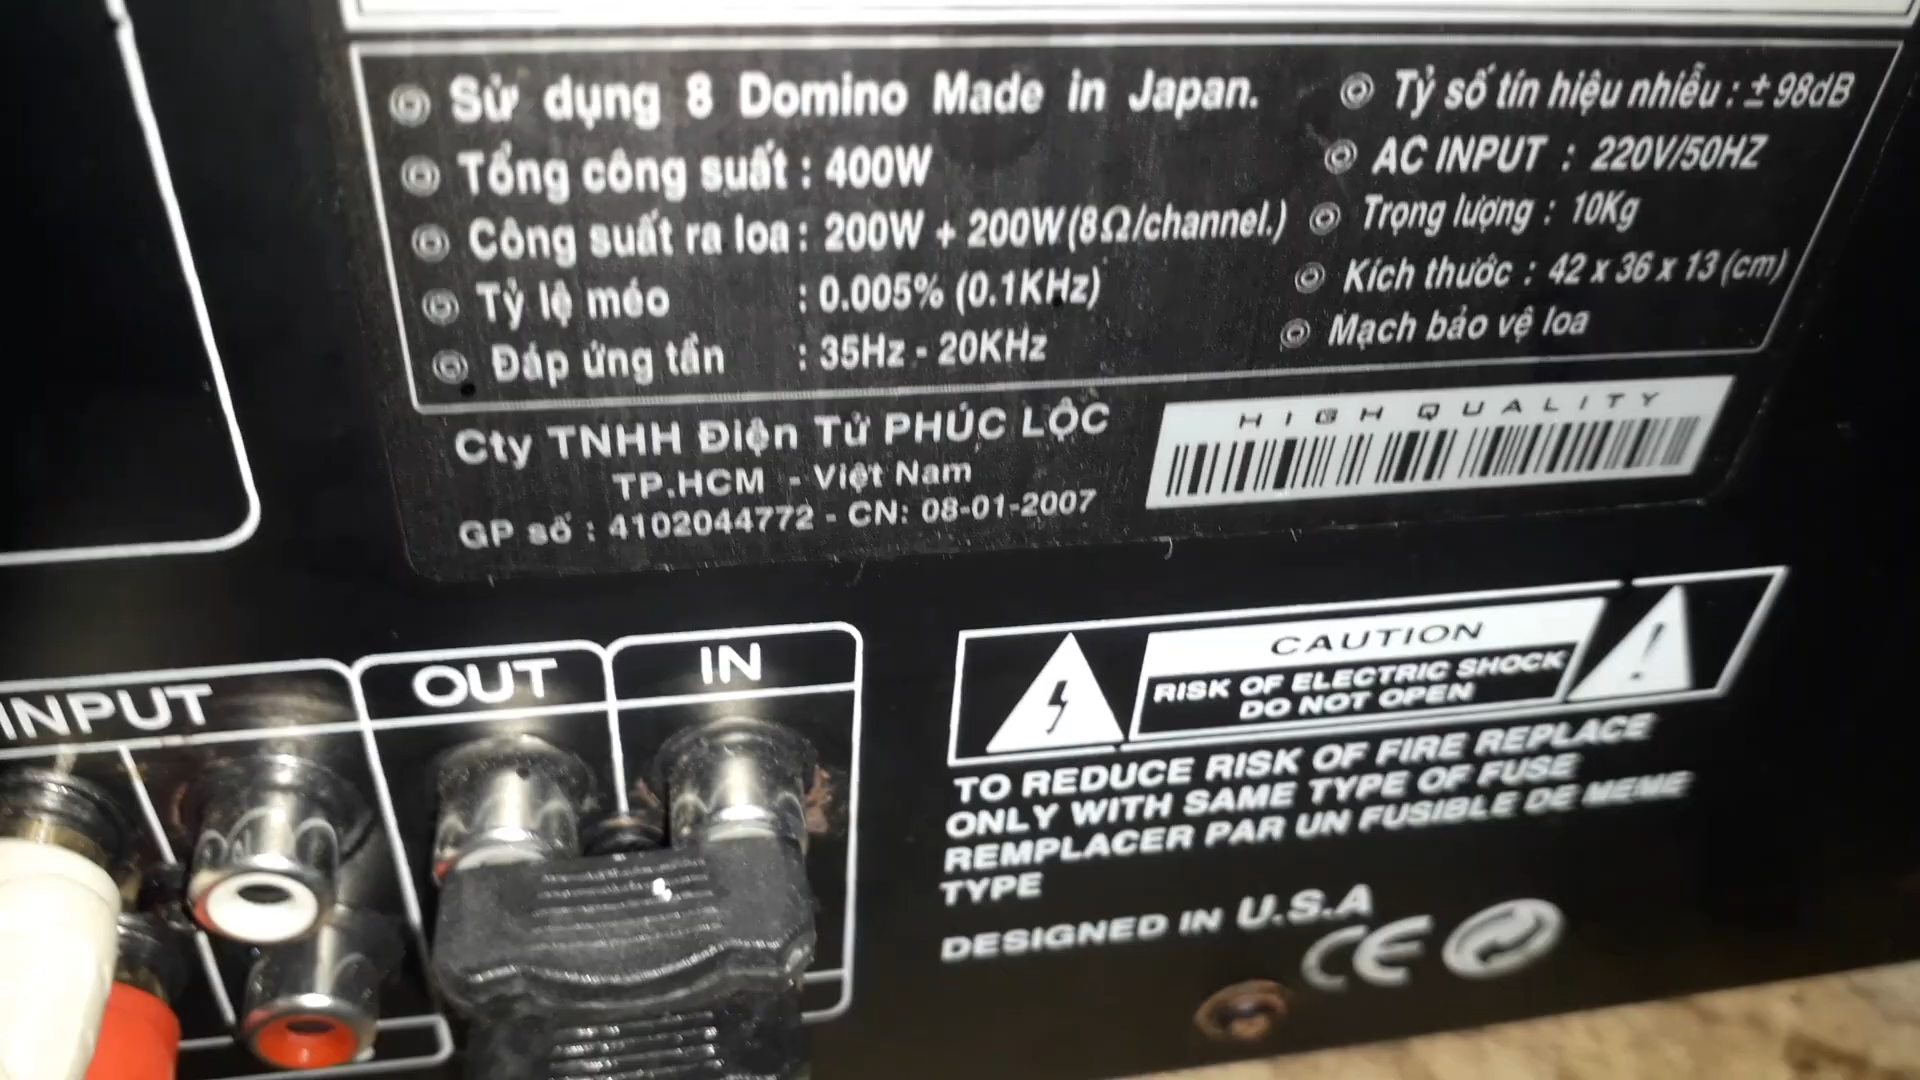 Sử dụng 8 Domino Made in Japan.
Tổng công suất : 400W
Công suất ra loa : 200W + 200W (8Ω/channel.)
Tỷ lệ méo : 0.005% (0.1KHz)
Đáp ứng tần : 35Hz - 20KHz
Tỷ số tín hiệu nhiễu : ±98dB
AC INPUT : 220V/50HZ
Trọng lượng : 10Kg
Kích thước : 42 x 36 x 13 (cm)
Mạch bảo vệ loa
Cty TNHH Điện Tử PHÚC LỘC
TP.HCM - Việt Nam
GP số : 4102044772 - CN: 08-01-2007
HIGH QUALITY
INPUT
OUT
IN
CAUTION
RISK OF ELECTRIC SHOCK
DO NOT OPEN
TO REDUCE RISK OF FIRE REPLACE
ONLY WITH SAME TYPE OF FUSE
REMPLACER PAR UN FUSIBLE DE MEME
TYPE
DESIGNED IN U.S.A
CE